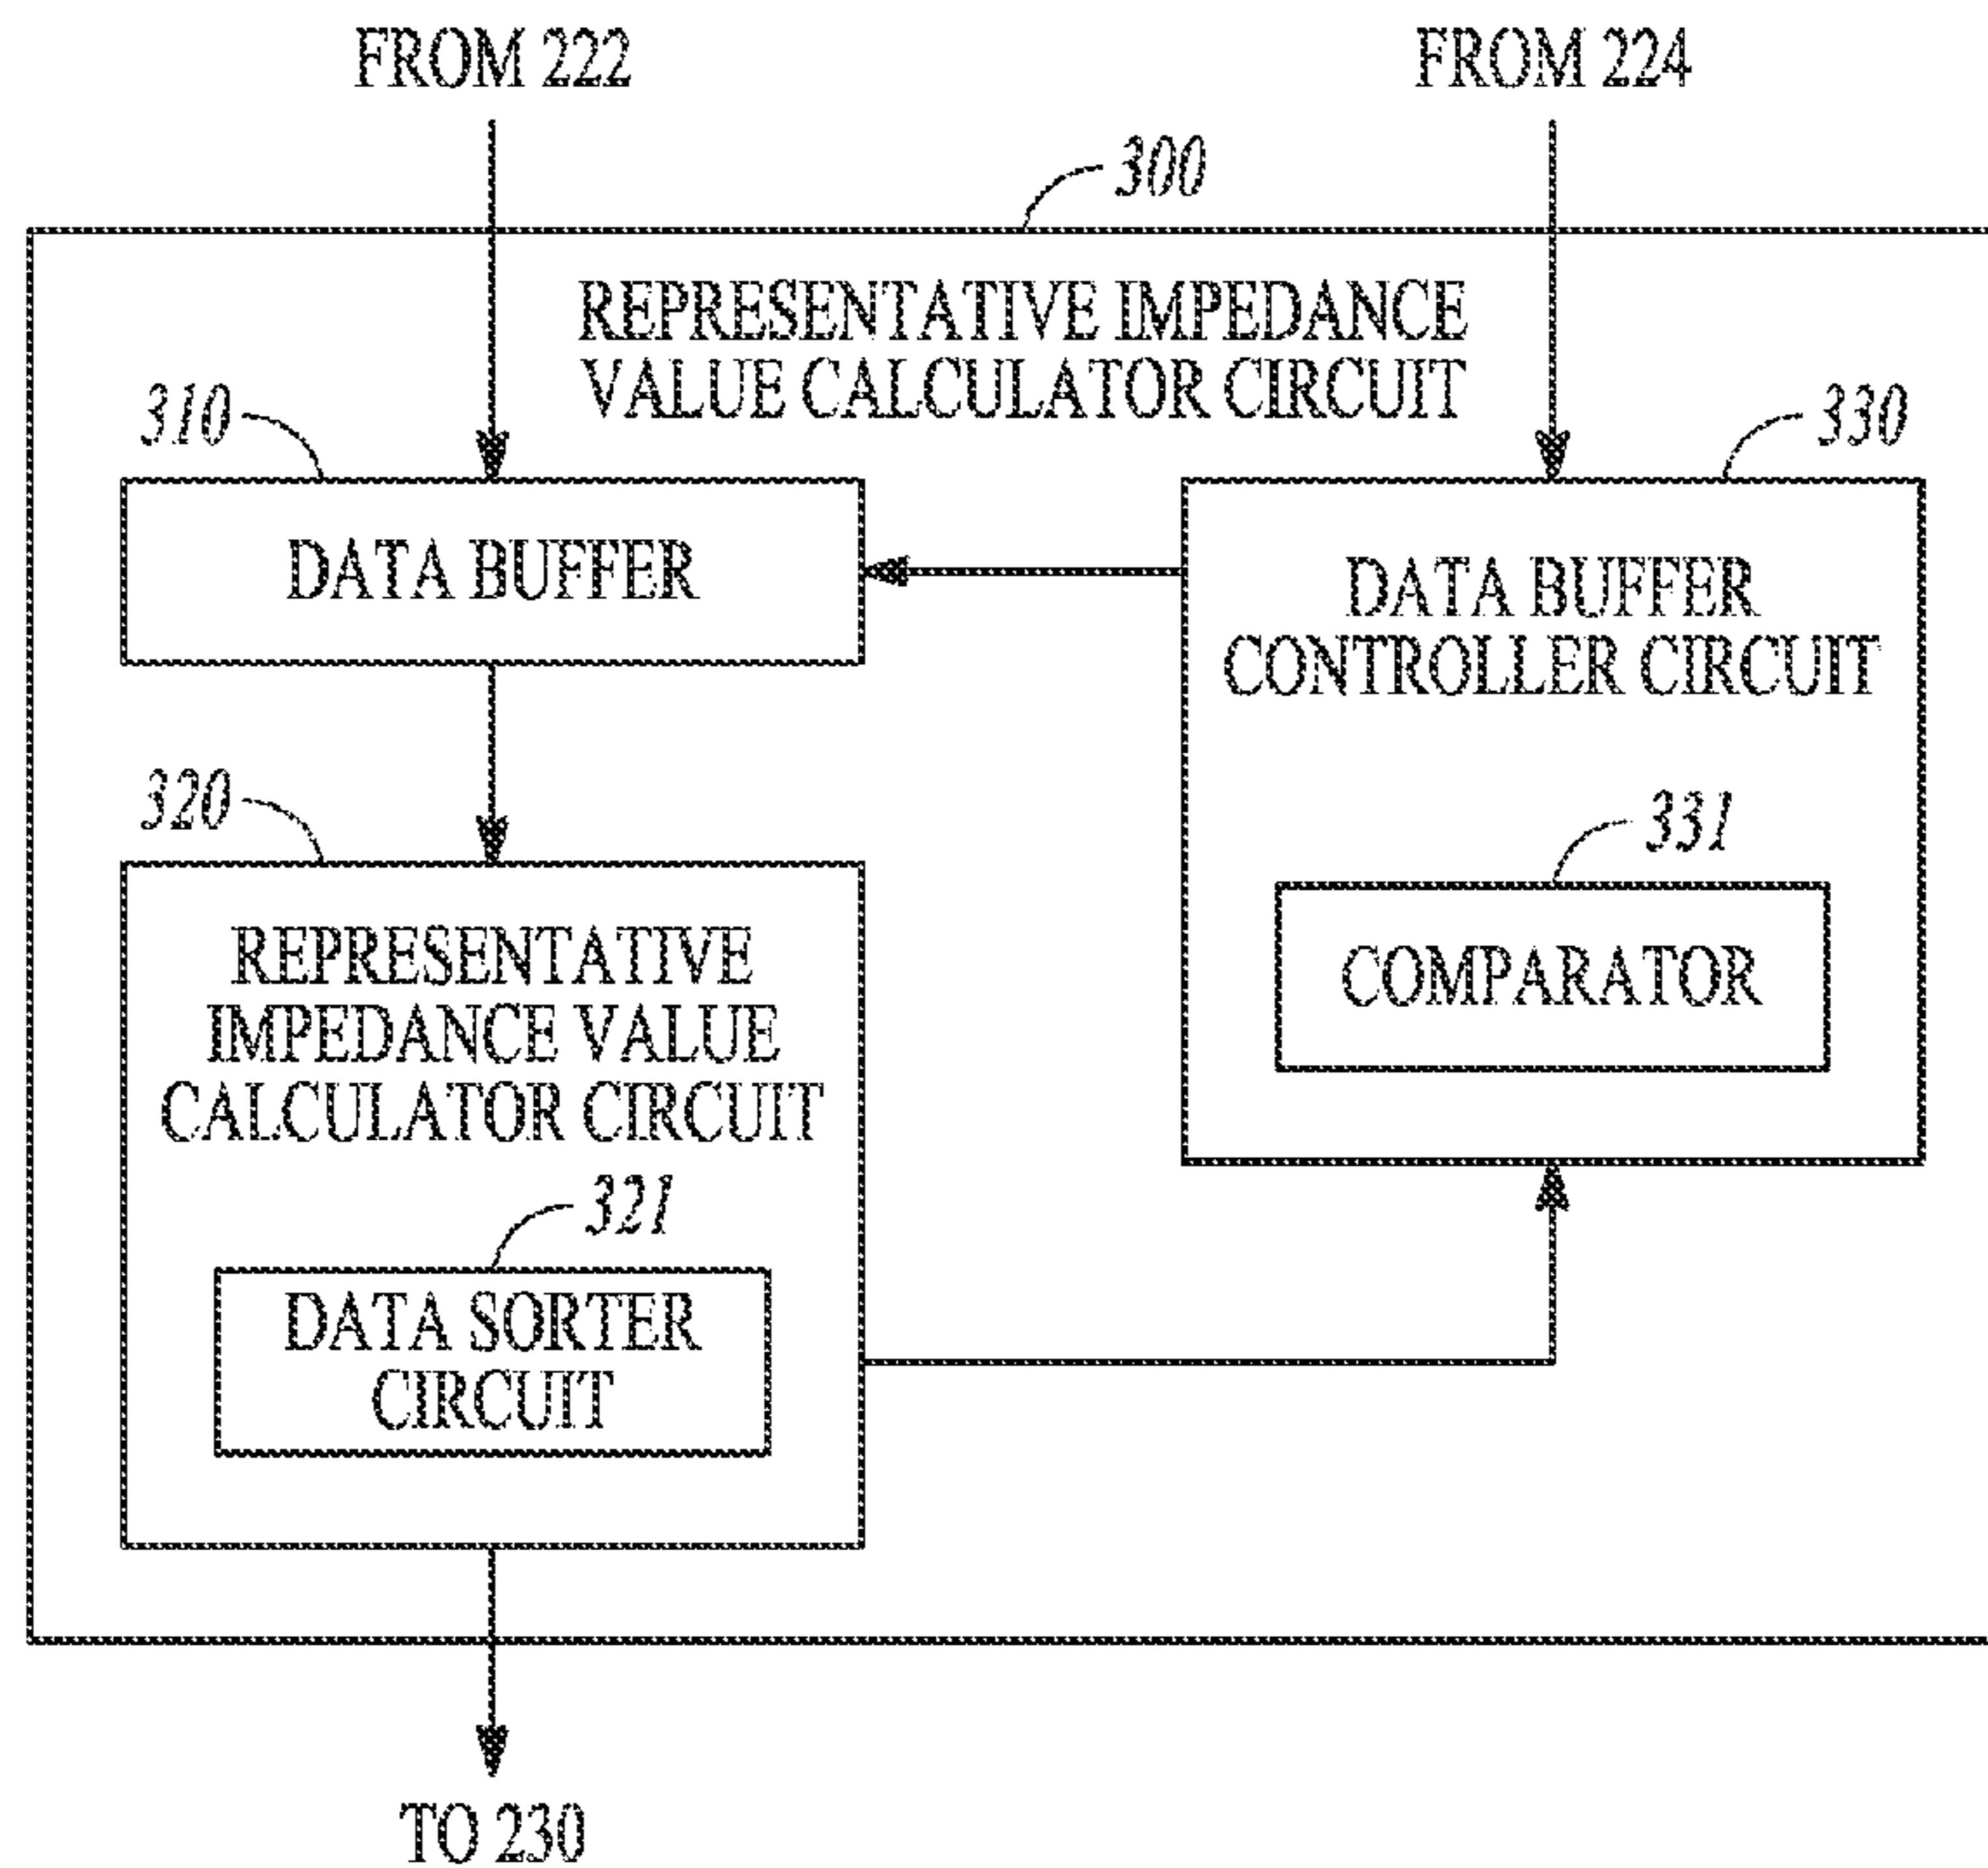 FROM 222
FROM 224
300
REPRESENTATIVE IMPEDANCE
VALUE CALCULATOR CIRCUIT
310
330
DATA BUFFER
DATA BUFFER
CONTROLLER CIRCUIT
320
331
REPRESENTATIVE
IMPEDANCE VALUE
CALCULATOR CIRCUIT
COMPARATOR
321
DATA SORTER
CIRCUIT
TO 230